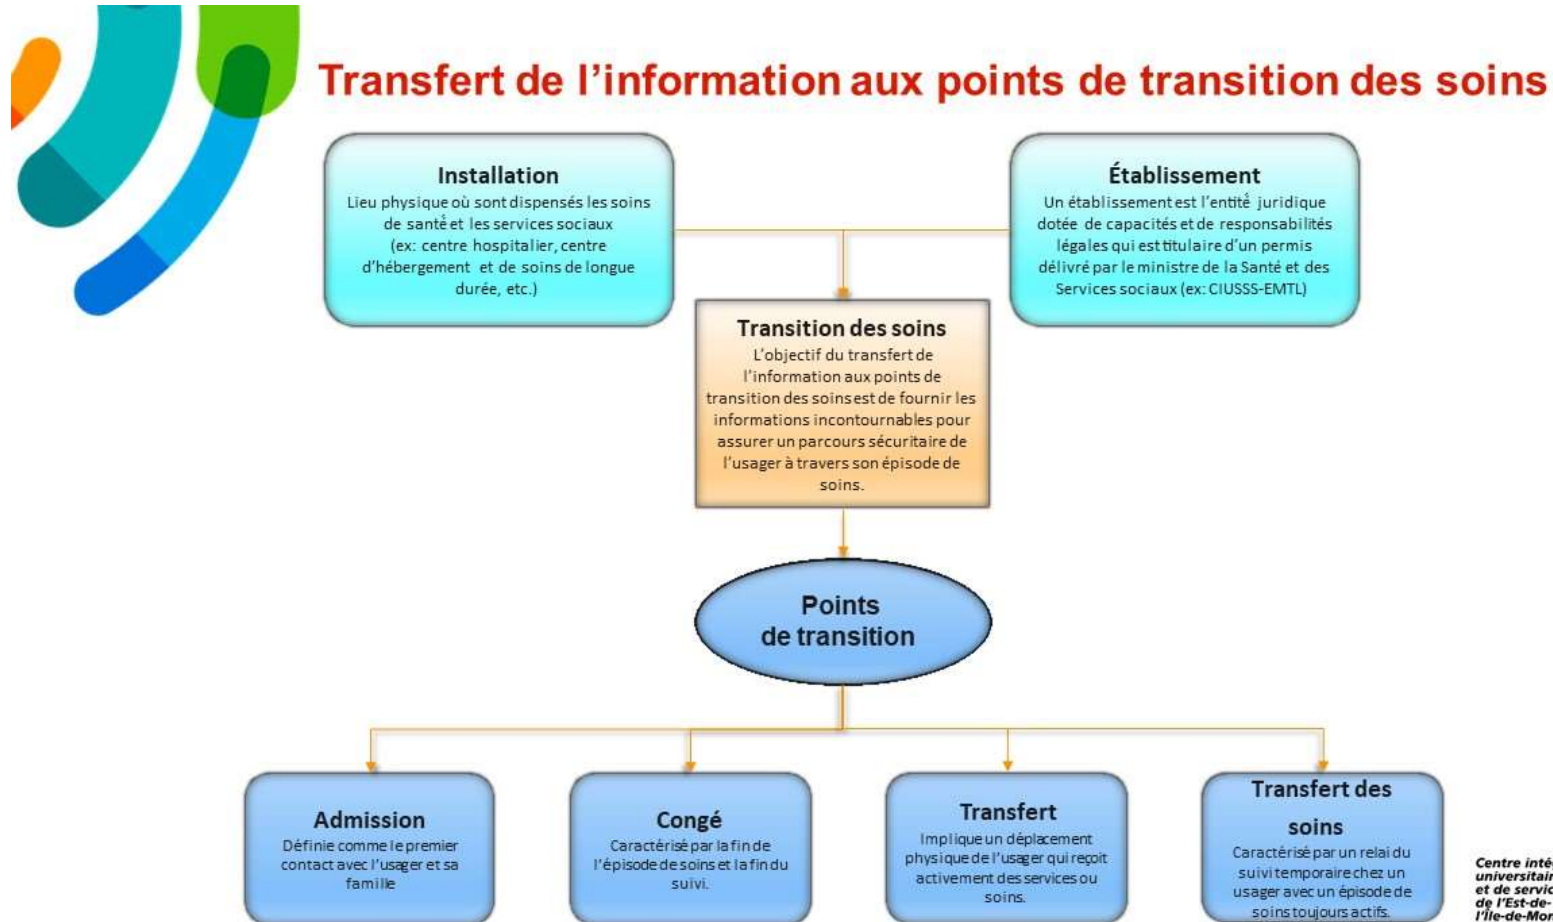 Transfert de l'information aux points de transition des soins
Installation
Lieu physique où sont dispensés les soins
de santé et les services sociaux
(ex: centre hospitalier, centre
d'hébergement et de soins de longue
durée, etc.)
Établissement
Un établissement est l'entité juridique
dotée de capacités et de responsabilités
légales qui est titulaire d'un permis
délivré par le ministre de la Santé et des
Services sociaux (ex: CIUSSS-EMTL)
Transition des soins
L'objectif du transfert de
l'information aux points de
transition des soins est de fournir les
informations incontournables pour
assurer un parcours sécuritaire de
l'usager à travers son épisode de
soins.
Points
de transition
Admission
Définie comme le premier
contact avec l'usager et sa
famille
Congé
Caractérisé par la fin de
l'épisode de soins et la fin du
suivi.
Transfert
Implique un déplacement
physique de l'usager qui reçoit
activement des services ou
soins.
Transfert des
soins
Caractérisé par un relai du
suivi temporaire chez un
usager avec un épisode de
soins toujours actifs.
Centre
et de
de l'Est-de-